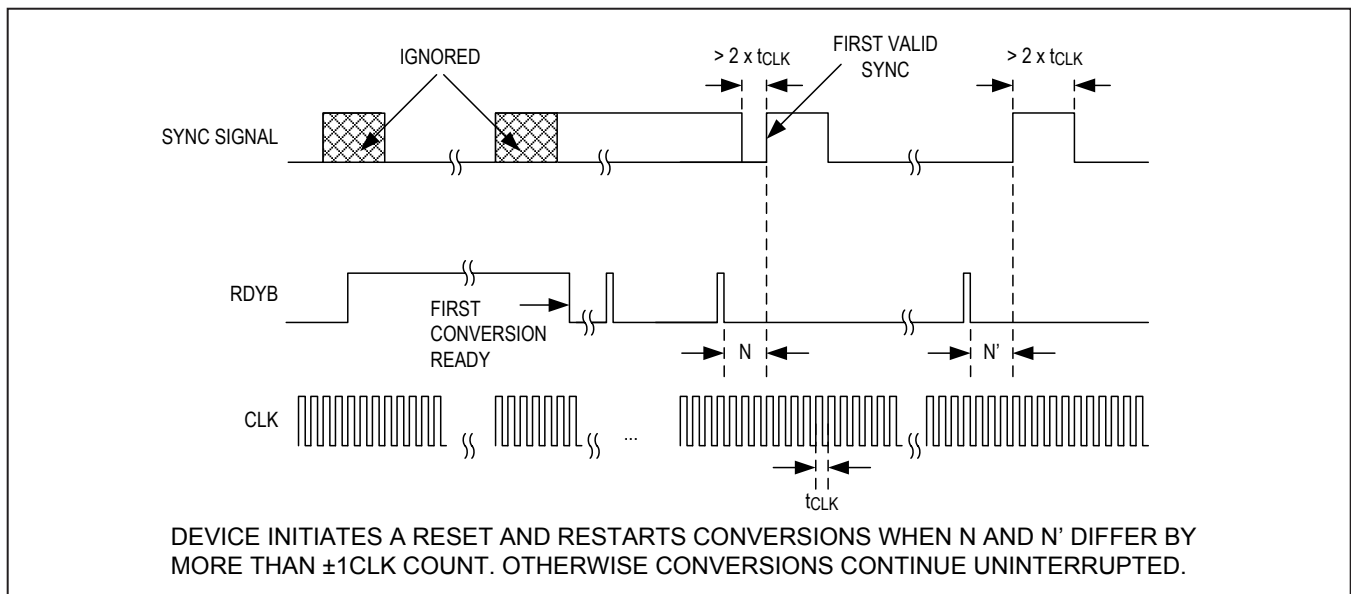 IGNORED
> 2 x tCLK
FIRST VALID
SYNC
> 2 x tCLK
SYNC SIGNAL
RDYB
FIRST
CONVERSION
READY
N
N'
CLK
...
tCLK
DEVICE INITIATES A RESET AND RESTARTS CONVERSIONS WHEN N AND N' DIFFER BY
MORE THAN ±1CLK COUNT. OTHERWISE CONVERSIONS CONTINUE UNINTERRUPTED.